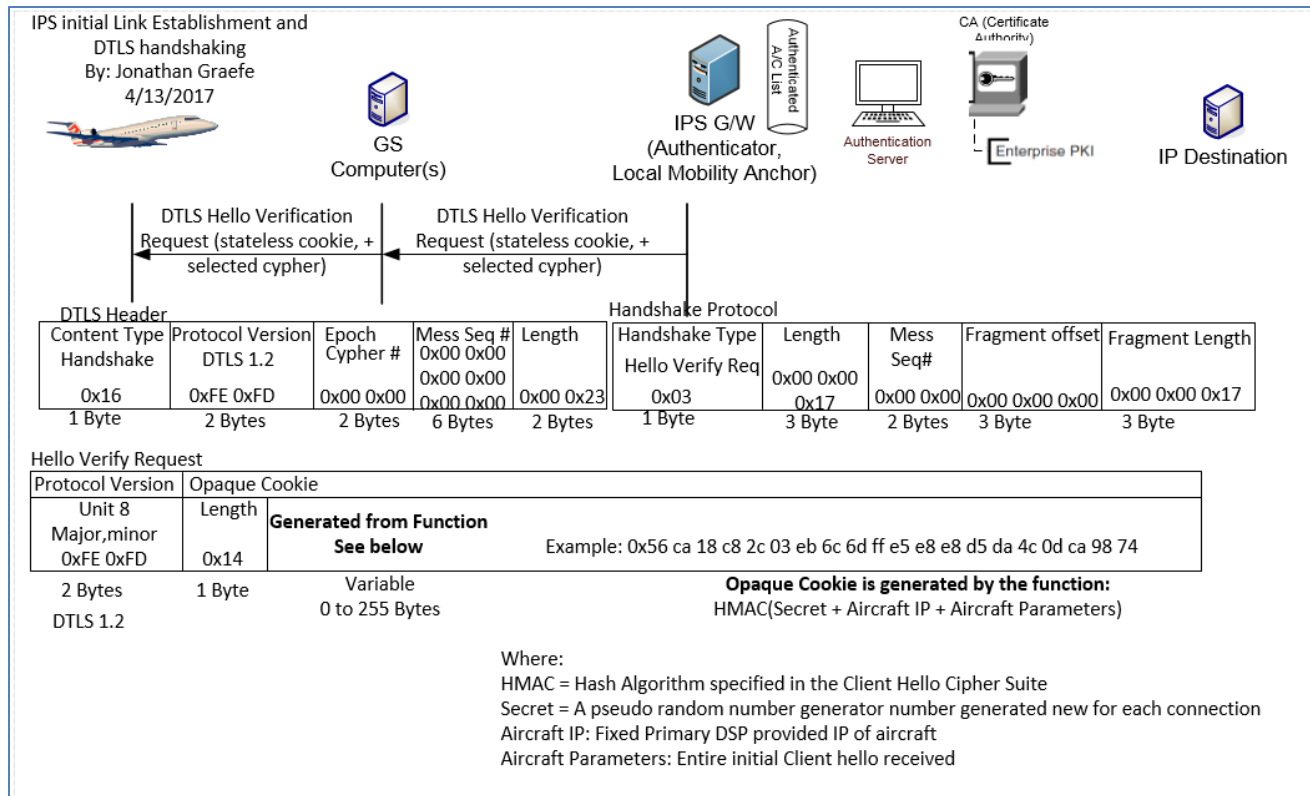 IPS initial Link Establishment and
DTLS handshaking
By: Jonathan Graefe
4/13/2017
GS
Computer(s)
IPS G/W
(Authenticator,
Local Mobility Anchor)
Authenticated
A/C List
Authentication
Server
CA (Certificate
Authority)
Enterprise PKI
IP Destination
DTLS Hello Verification
Request (stateless cookie, +
selected cypher)
DTLS Hello Verification
Request (stateless cookie, +
selected cypher)
DTLS Header
Content Type
Handshake
0x16
1 Byte
Protocol Version
DTLS 1.2
0xFE 0xFD
2 Bytes
Epoch
Cypher #
0x00 0x00
2 Bytes
Mess Seq #
0x00 0x00
0x00 0x00
0x00 0x00
6 Bytes
Length
0x00 0x23
2 Bytes
Handshake Protocol
Handshake Type
Hello Verify Req
0x03
1 Byte
Length
0x00 0x00
0x17
3 Byte
Mess
Seq#
0x00 0x00
2 Bytes
Fragment offset
0x00 0x00 0x00
3 Byte
Fragment Length
0x00 0x00 0x17
3 Byte
Hello Verify Request
Protocol Version
Opaque Cookie
Unit 8
Major,minor
0xFE 0xFD
2 Bytes
DTLS 1.2
Length
0x14
1 Byte
Generated from Function
See below
Variable
0 to 255 Bytes
Example: 0x56 ca 18 c8 2c 03 eb 6c 6d ff e5 e8 e8 d5 da 4c 0d ca 98 74
Opaque Cookie is generated by the function:
HMAC(Secret + Aircraft IP + Aircraft Parameters)
Where:
HMAC = Hash Algorithm specified in the Client Hello Cipher Suite
Secret = A pseudo random number generator number generated new for each connection
Aircraft IP: Fixed Primary DSP provided IP of aircraft
Aircraft Parameters: Entire initial Client hello received